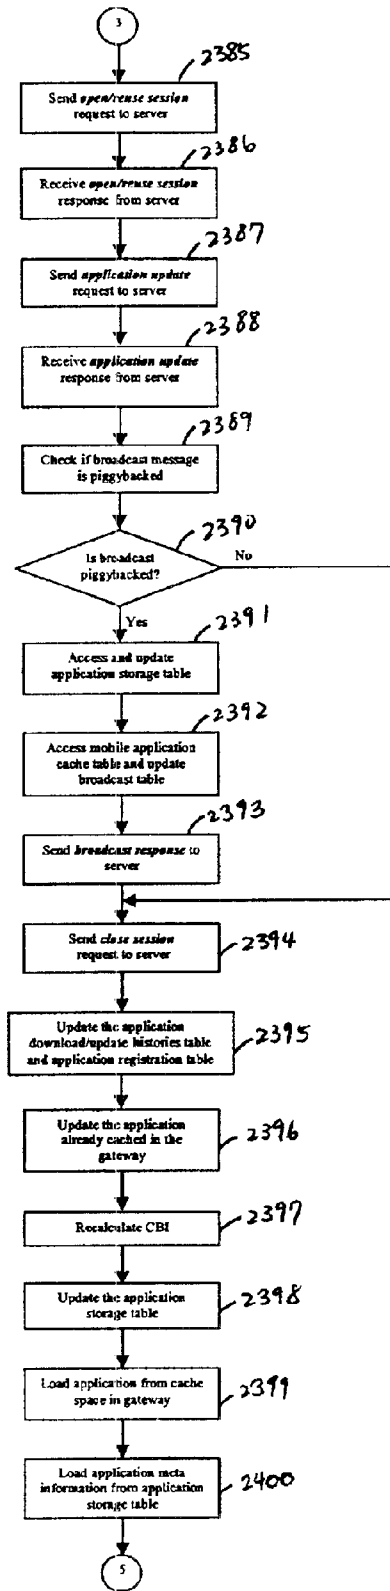 3
2385
Send open/reuse session
request to server
2386
Receive open/reuse session
response from server
2387
Send application update
request to server
2388
Receive application update
response from server
2389
Check if broadcast message
is piggybacked
2390
Is broadcast
piggybacked?
No
Yes
2391
Access and update
application storage table
2392
Access mobile application
cache table and update
broadcast table
2393
Send broadcast response to
server
Send close session
request to server
2394
Update the application
download/update histories table
and application registration table
2395
Update the application
already cached in the
gateway
2396
Recalculate CBI
2397
Update the application
storage table
2398
Load application from cache
space in gateway
2399
Load application meta
information from application
storage table
2400
5